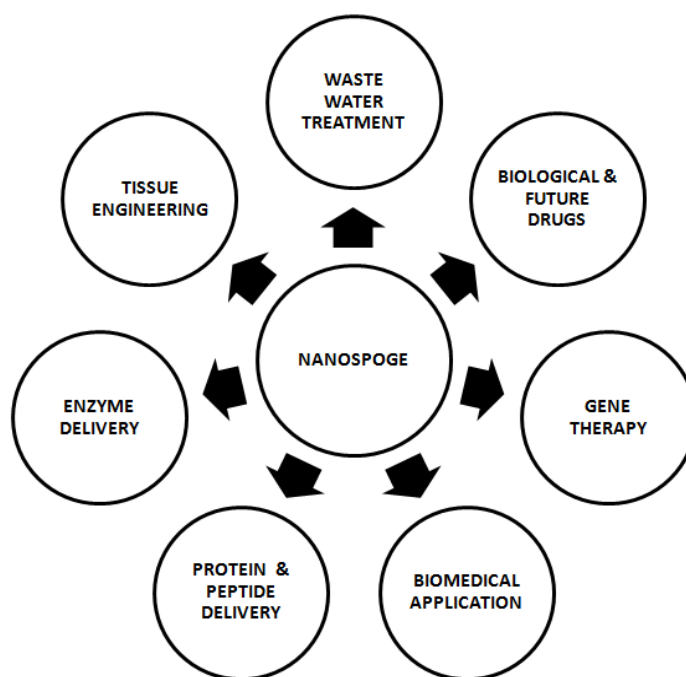 WASTE
WATER
TREATMENT
BIOLOGICAL &
FUTURE
DRUGS
GENE
THERAPY
BIOMEDICAL
APPLICATION
PROTEIN &
PEPTIDE
DELIVERY
ENZYME
DELIVERY
TISSUE
ENGINEERING
NANOSPOGE